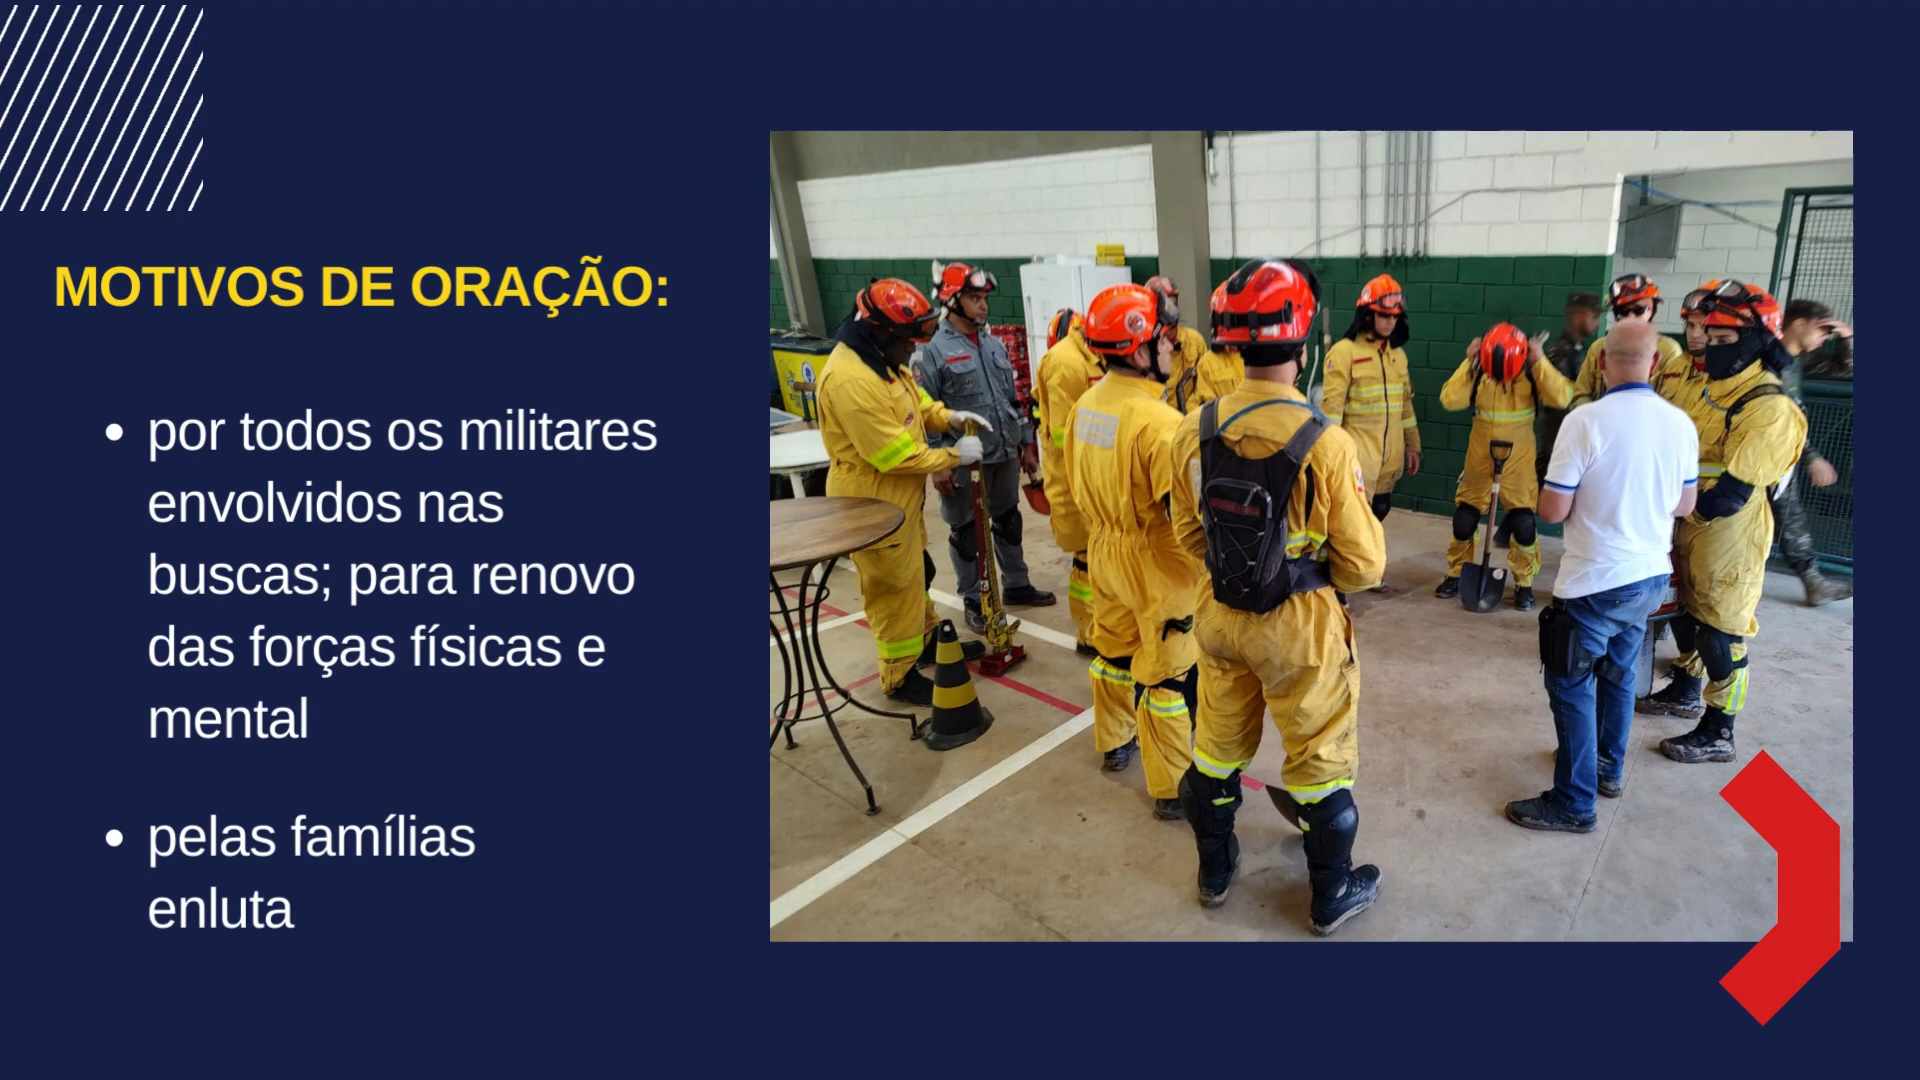 MOTIVOS DE ORAÇÃO:
• por todos os militares
envolvidos nas
buscas; para renovo
das forças físicas e
mental
• pelas famílias
enluta